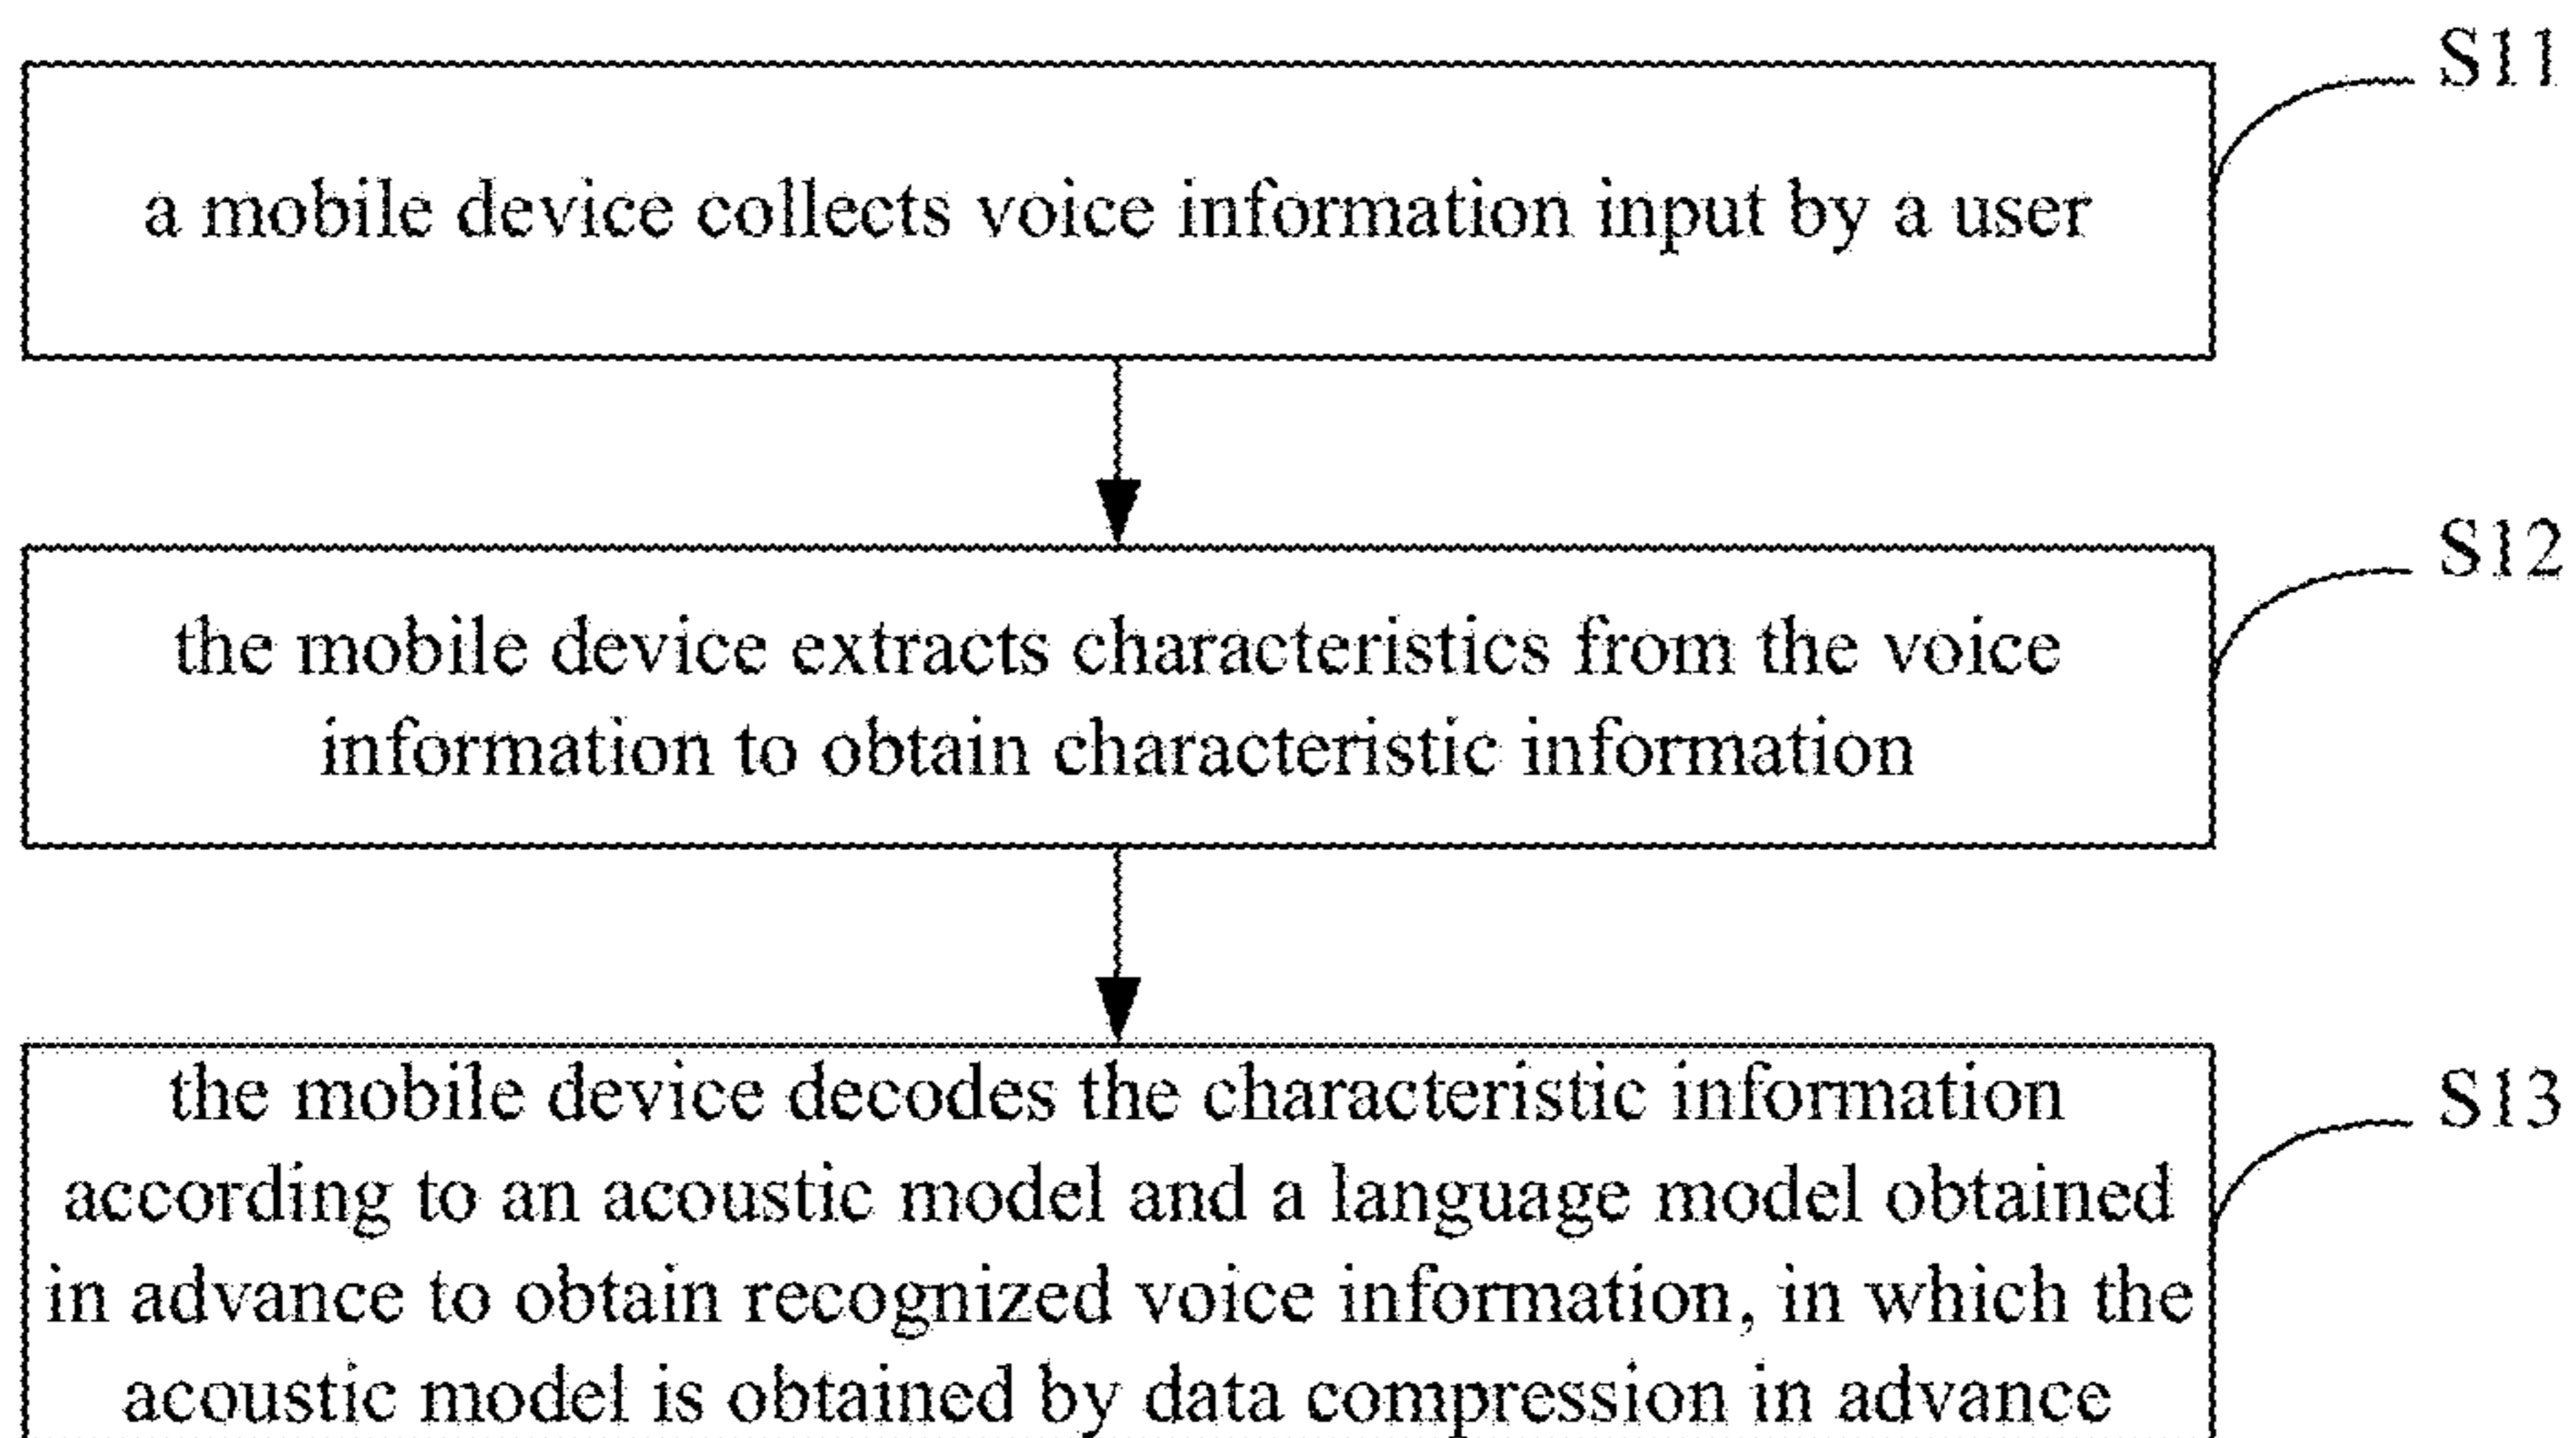 S11
a mobile device collects voice information input by a user
S12
the mobile device extracts characteristics from the voice
information to obtain characteristic information
S13
the mobile device decodes the characteristic information
according to an acoustic model and a language model obtained
in advance to obtain recognized voice information, in which the
acoustic model is obtained by data compression in advance